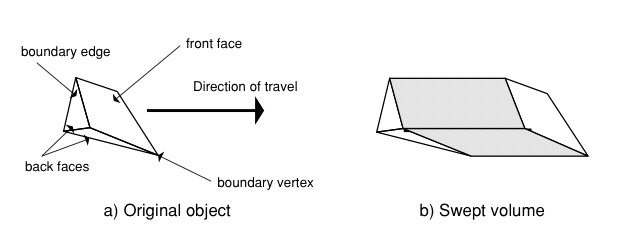 front face
boundary edge
Direction of travel
back faces
boundary vertex
a) Original object
b) Swept volume